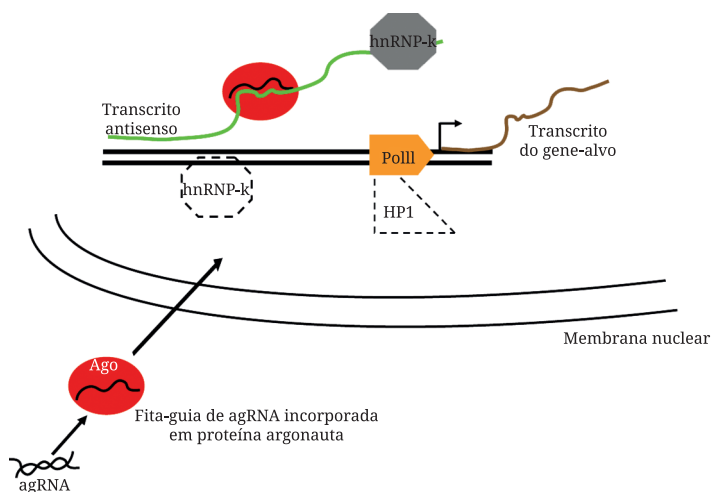 hnRNP-k
Transcrito
antisenso
Transcrito
do gene-alvo
PolII
hnRNP-k
HP1
Membrana nuclear
Ago
Fita-guia de agRNA incorporada
em proteína argonauta
agRNA